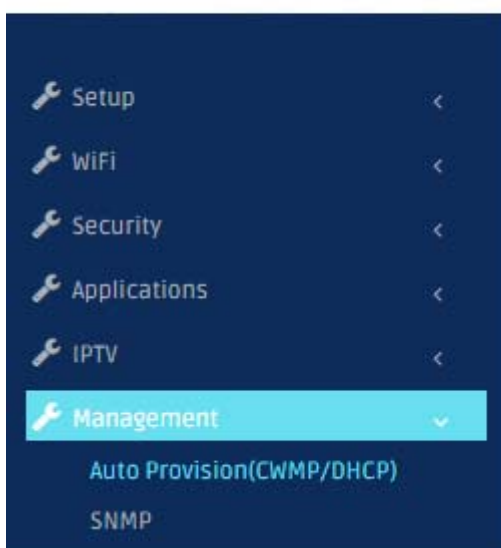 Setup
WiFi
Security
Applications
IPTV
Management
Auto Provision(CWMP/DHCP)
SNMP